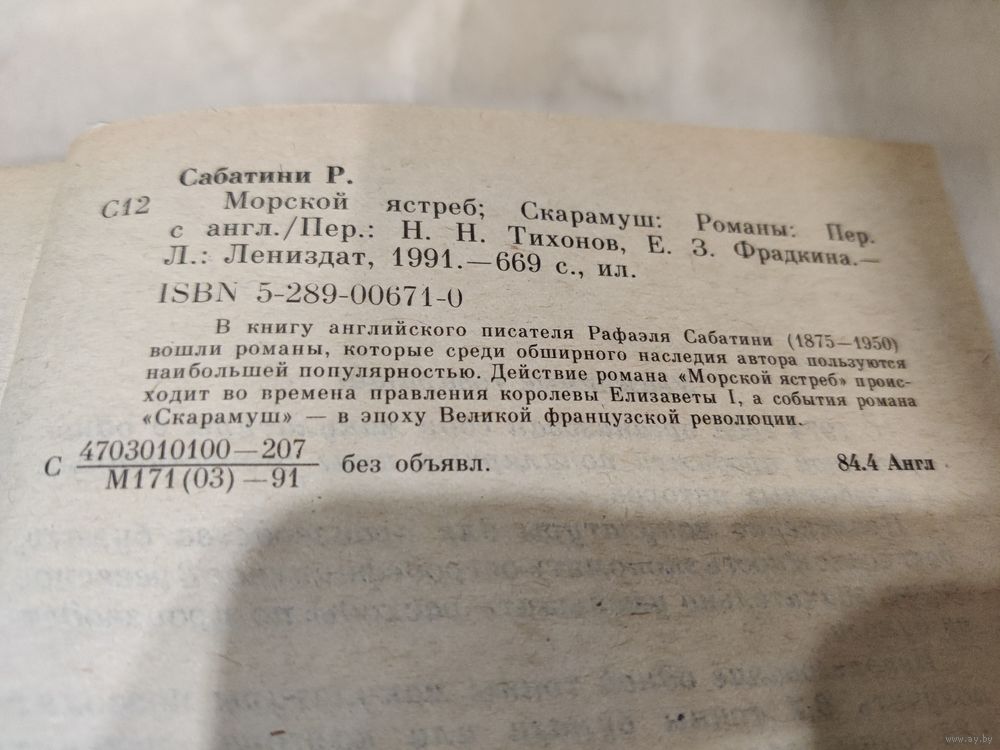 Сабатини Р.
С12 Морской ястреб; Скарамуш: Романы: Пер.
с англ./Пер.: Н. Н. Тихонов, Е. З. Фрадкина.—
Л.: Лениздат, 1991.—669 с., ил.
ISBN 5-289-00671-0
В книгу английского писателя Рафаэля Сабатини (1875—1950)
вошли романы, которые среди обширного наследия автора пользуются
наибольшей популярностью. Действие романа «Морской ястреб» проис-
ходит во времена правления королевы Елизаветы I, а события романа
«Скарамуш» — в эпоху Великой французской революции.
4703010100—207
С без объявл. 84.4 Англ
М171(03)—91
www.ay.by